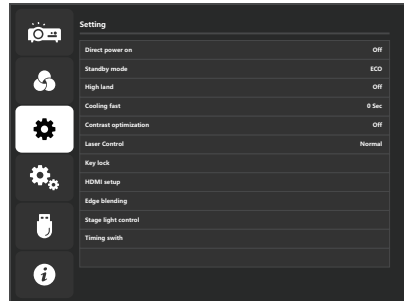 Setting
Direct power on Off
Standby mode ECO
High land Off
Cooling fast 0 Sec
Contrast optimization Off
Laser Control Normal
Key lock
HDMI setup
Edge blending
Stage light control
Timing swith
i